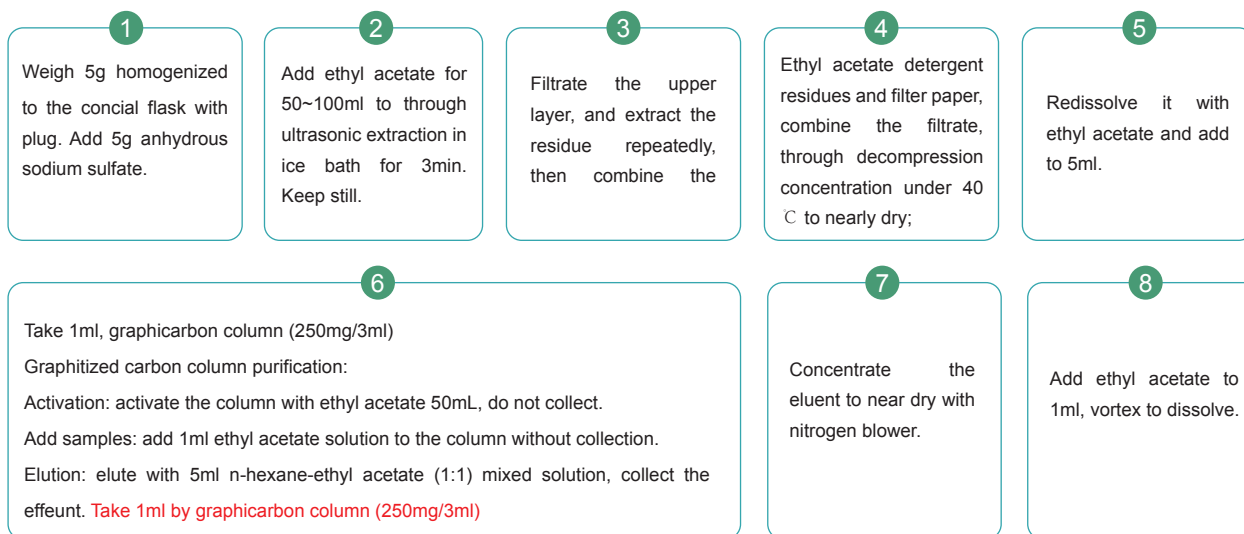 1
Weigh 5g homogenized
to the concial flask with
plug. Add 5g anhydrous
sodium sulfate.
2
Add ethyl acetate for
50~100ml to through
ultrasonic extraction in
ice bath for 3min.
Keep still.
3
Filtrate the upper
layer, and extract the
residue repeatedly,
then combine the
4
Ethyl acetate detergent
residues and filter paper,
combine the filtrate,
through decompression
concentration under 40
℃ to nearly dry;
5
Redissolve it with
ethyl acetate and add
to 5ml.
6
Take 1ml, graphicarbon column (250mg/3ml)
Graphitized carbon column purification:
Activation: activate the column with ethyl acetate 50mL, do not collect.
Add samples: add 1ml ethyl acetate solution to the column without collection.
Elution: elute with 5ml n-hexane-ethyl acetate (1:1) mixed solution, collect the
effeunt. Take 1ml by graphicarbon column (250mg/3ml)
7
Concentrate the
eluent to near dry with
nitrogen blower.
8
Add ethyl acetate to
1ml, vortex to dissolve.